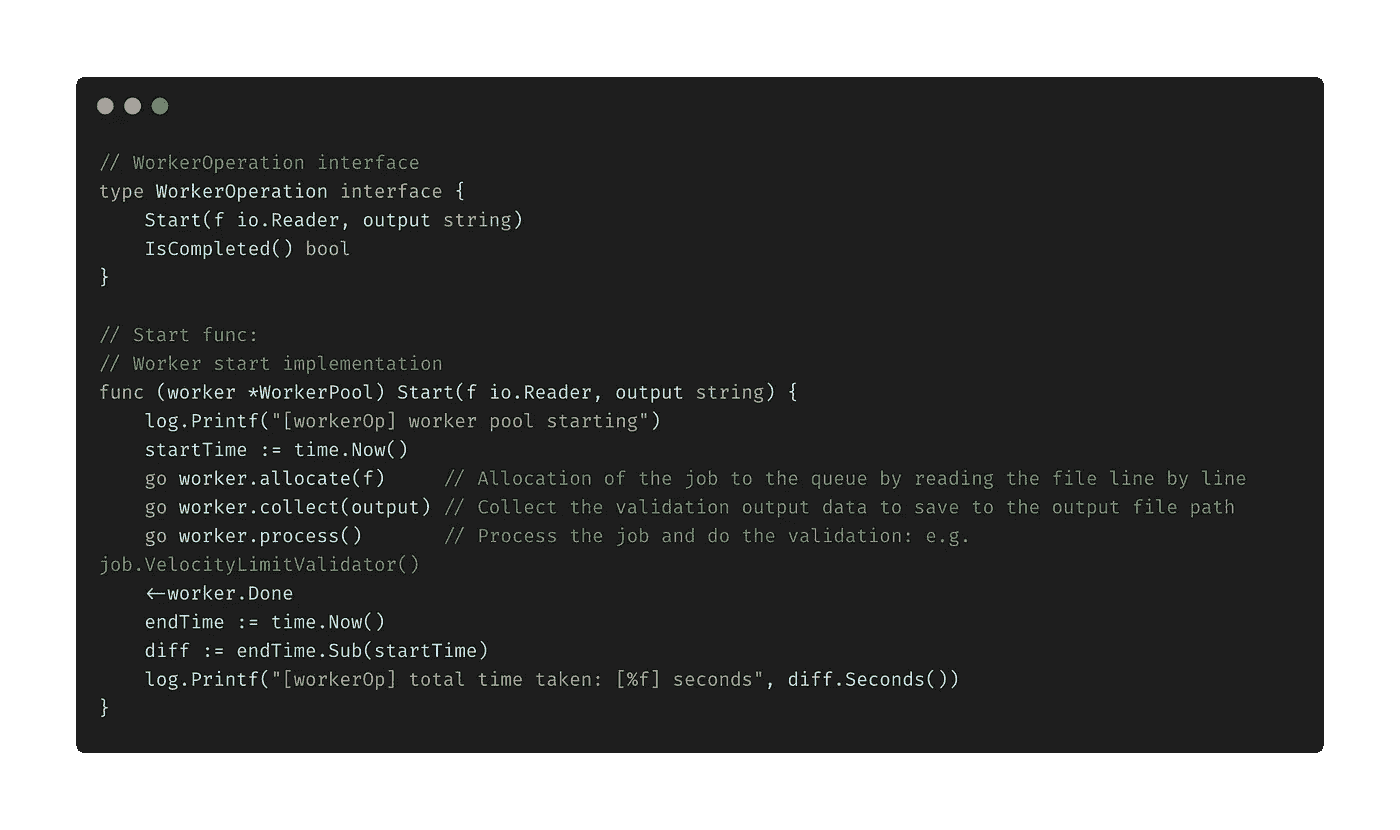 // WorkerOperation interface
type WorkerOperation interface {
    Start(f io.Reader, output string)
    IsCompleted() bool
}

// Start func:
// Worker start implementation
func (worker *WorkerPool) Start(f io.Reader, output string) {
    log.Printf("[workerOp] worker pool starting")
    startTime := time.Now()
    go worker.allocate(f)     // Allocation of the job to the queue by reading the file line by line
    go worker.collect(output) // Collect the validation output data to save to the output file path
    go worker.process()       // Process the job and do the validation: e.g.
job.VelocityLimitValidator()
    <-worker.Done
    endTime := time.Now()
    diff := endTime.Sub(startTime)
    log.Printf("[workerOp] total time taken: [%f] seconds", diff.Seconds())
}